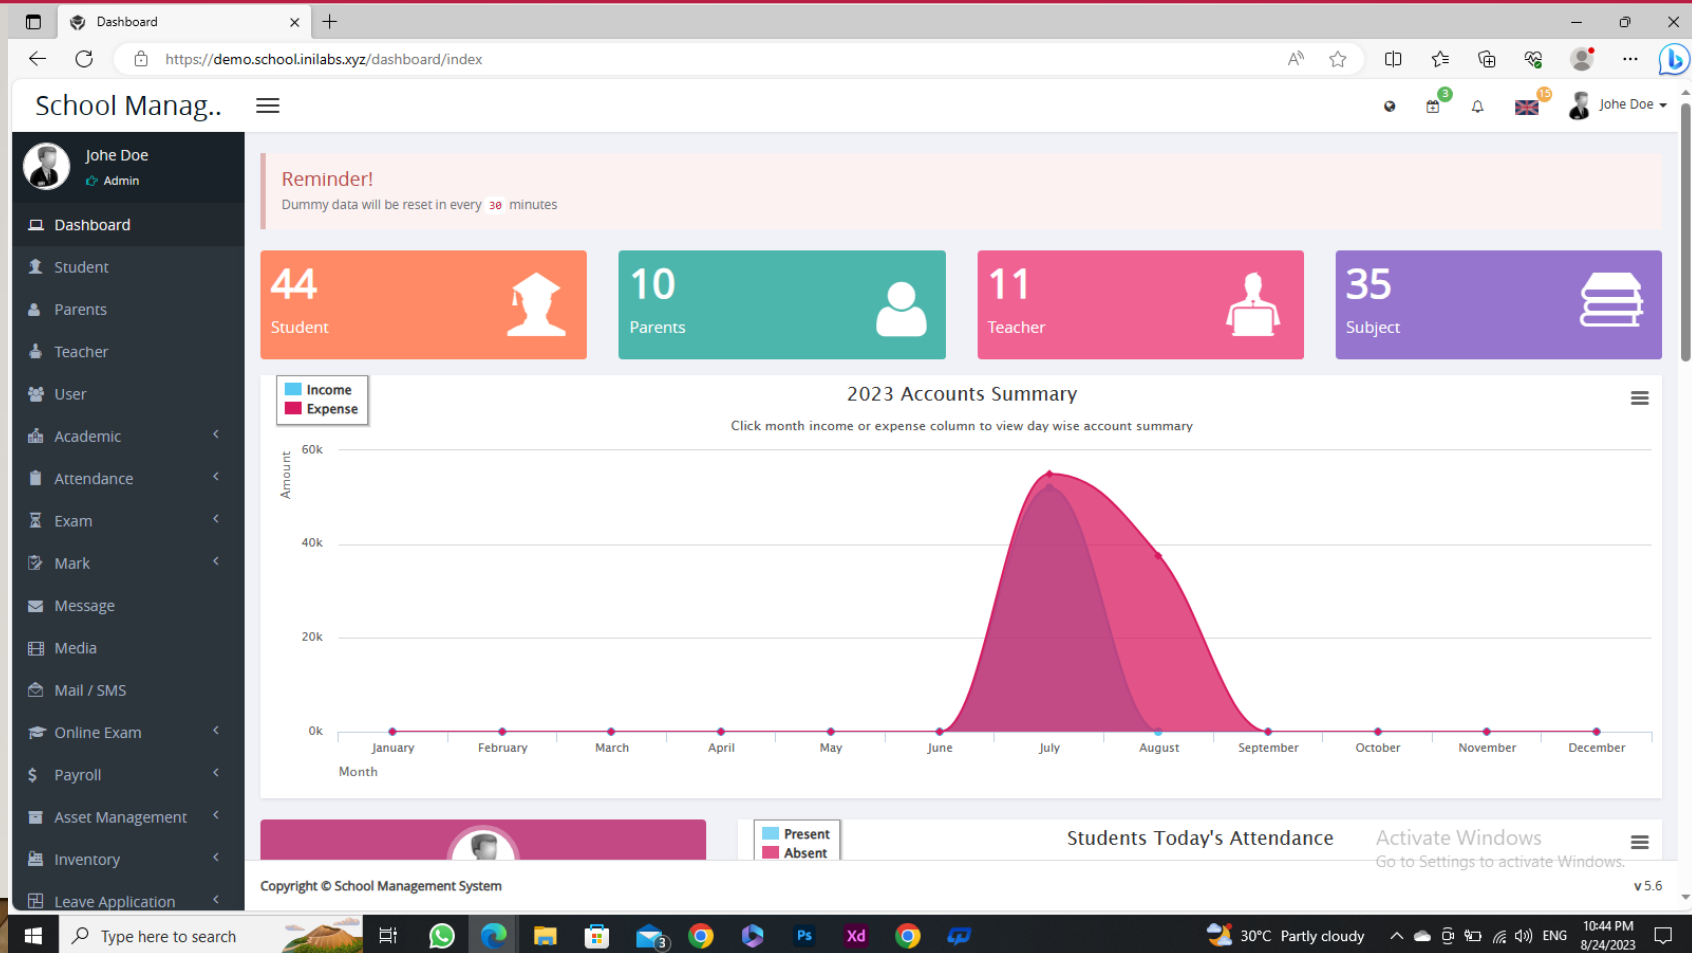 Dashboard
https://demo.school.inilabs.xyz/dashboard/index
School Manag..
3
15
Johe Doe
Johe Doe
Admin
Dashboard
Student
Parents
Teacher
User
Academic
Attendance
Exam
Mark
Message
Media
Mail / SMS
Online Exam
Payroll
Asset Management
Inventory
Leave Application
Reminder!
Dummy data will be reset in every 30 minutes
44
Student
10
Parents
11
Teacher
35
Subject
Income
Expense
2023 Accounts Summary
Click month income or expense column to view day wise account summary
Amount
60k
40k
20k
0k
January February March April May June July August September October November December
Month
Present
Absent
Students Today's Attendance
Activate Windows
Go to Settings to activate Windows.
Copyright © School Management System
v 5.6
Type here to search
3
Ps
Xd
30°C Partly cloudy
ENG
10:44 PM
8/24/2023